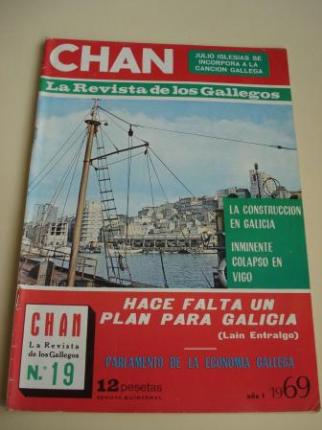 CHAN
JULIO IGLESIAS SE
INCORPORA A LA
CANCION GALLEGA
La Revista de los Gallegos
LA CONSTRUCCION
EN GALICIA
INMINENTE
COLAPSO EN
VIGO
HACE FALTA UN
PLAN PARA GALICIA
(Lain Entralgo)
CHAN
La Revista
de los Gallegos
N.º 19
PARLAMENTO DE LA ECONOMIA GALLEGA
12 pesetas
año I 1969